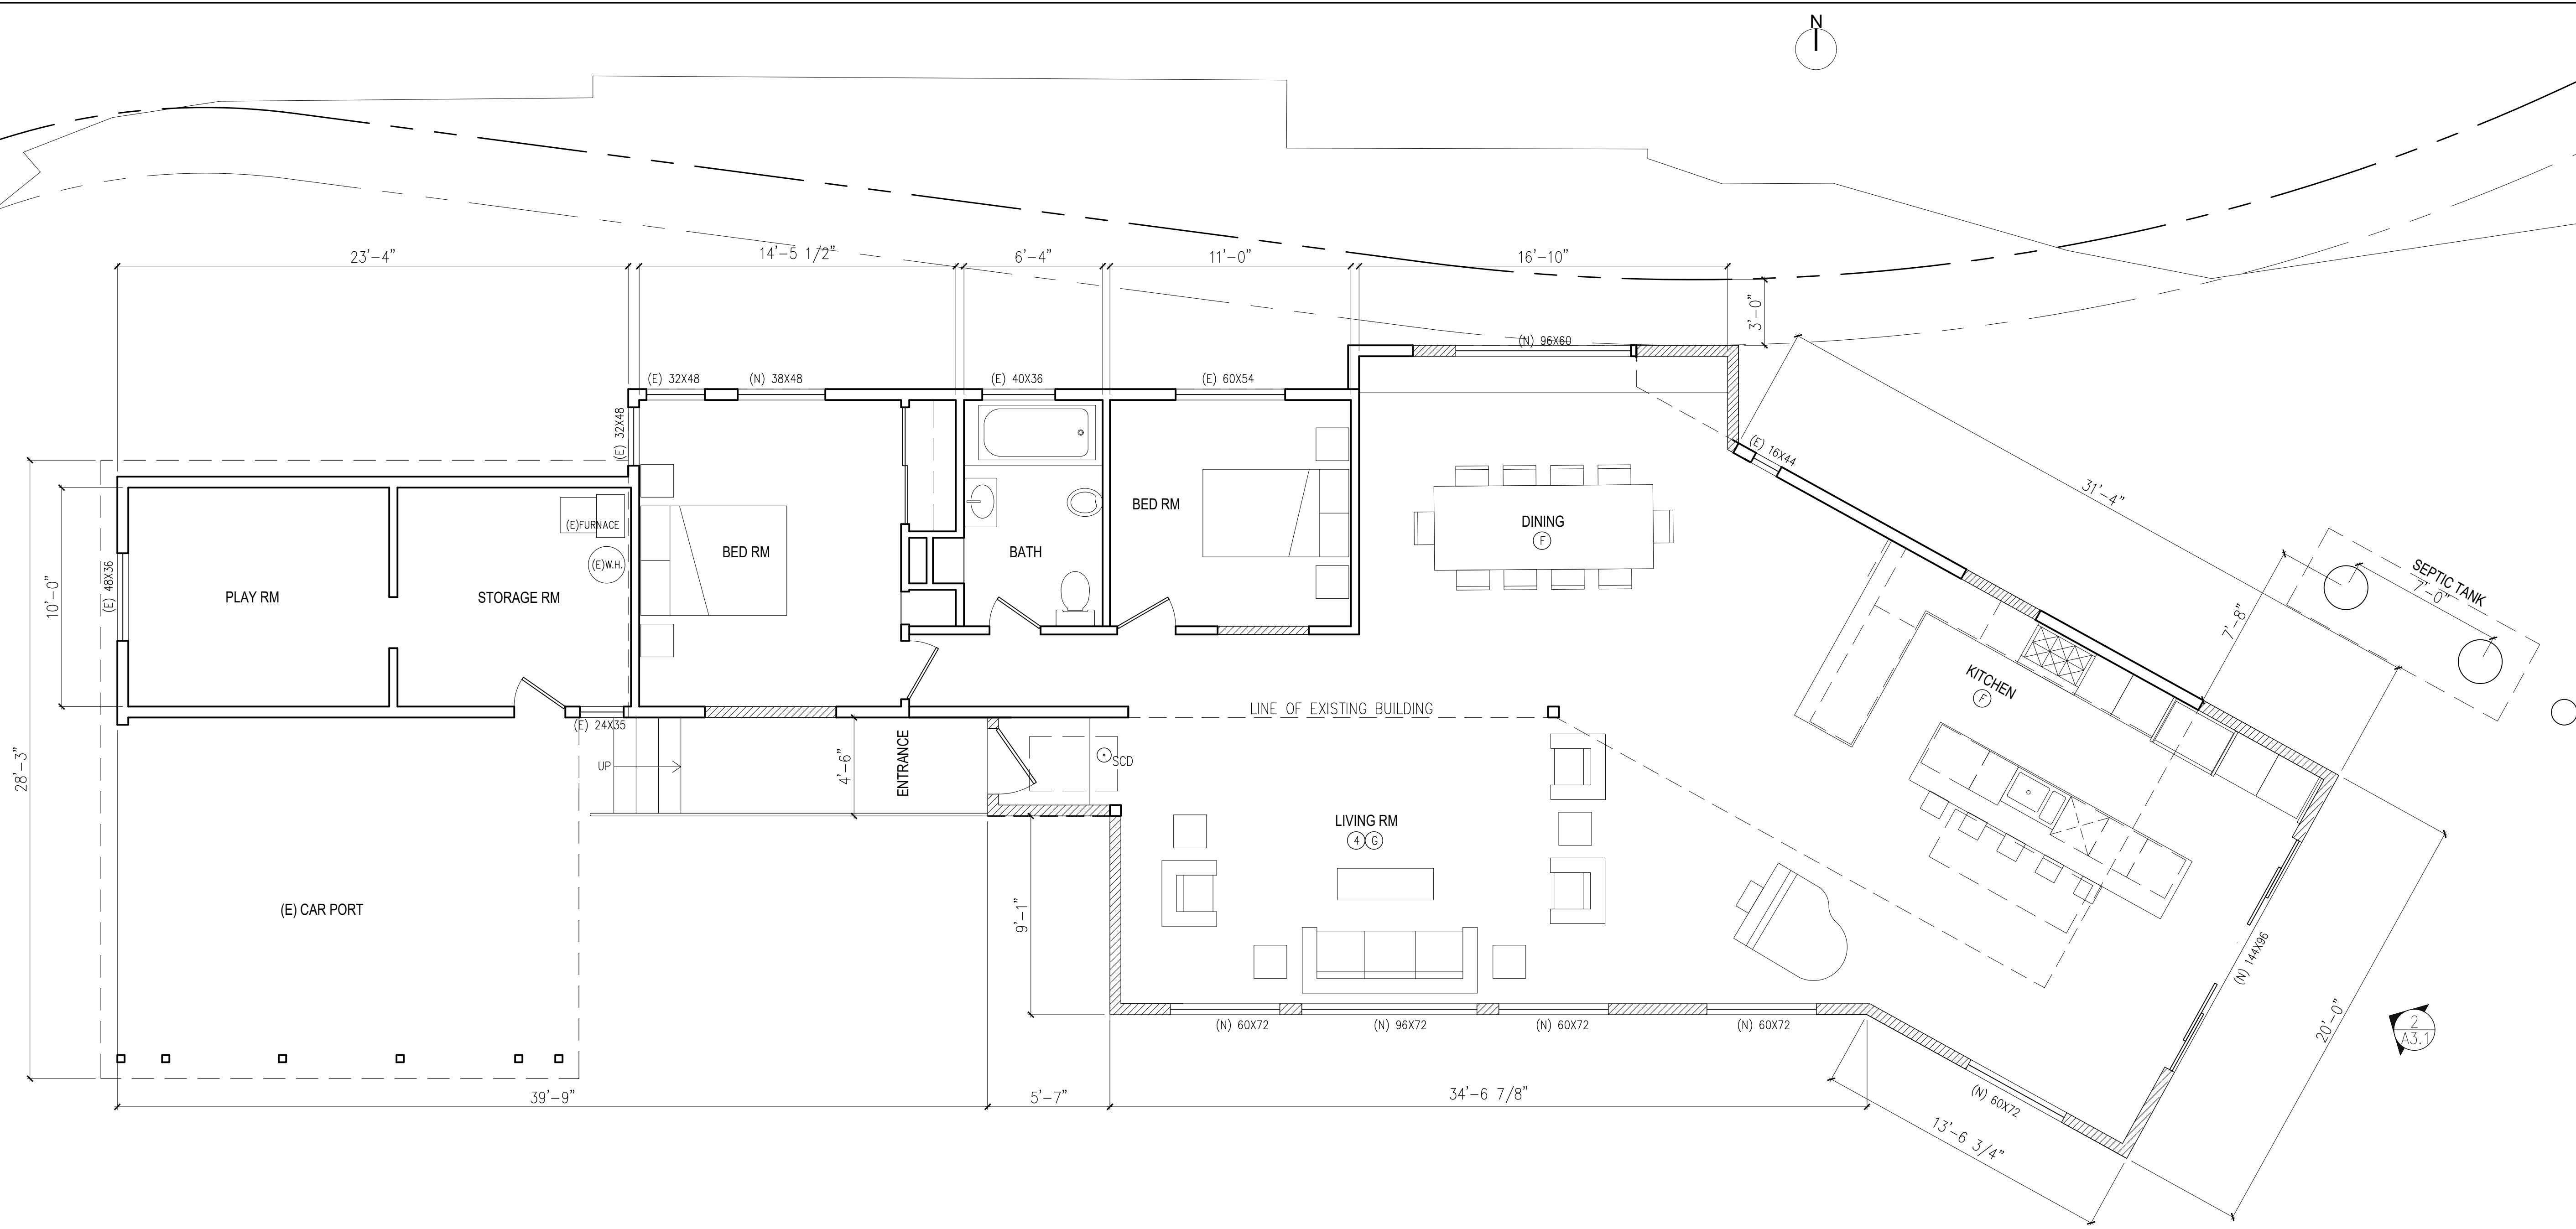 N
23'-4"
14'-5 1/2"
6'-4"
11'-0"
16'-10"
3'-0"
(N) 96X60
(E) 32X48
(N) 38X48
(E) 40X36
(E) 60X54
(E) 32X48
(E) 16X44
31'-4"
SEPTIC TANK
7'-0"
7'-8"
(E)FURNACE
(E)W.H.
BED RM
BATH
BED RM
DINING
F
10'-0"
(E) 48X36
PLAY RM
STORAGE RM
KITCHEN
F
LINE OF EXISTING BUILDING
(E) 24X35
28'-3"
UP
4'-6"
ENTRANCE
SCD
LIVING RM
4 G
(E) CAR PORT
9'-1"
(N) 144X96
20'-0"
2
A3.1
(N) 60X72
(N) 96X72
(N) 60X72
(N) 60X72
(N) 60X72
39'-9"
5'-7"
34'-6 7/8"
13'-6 3/4"